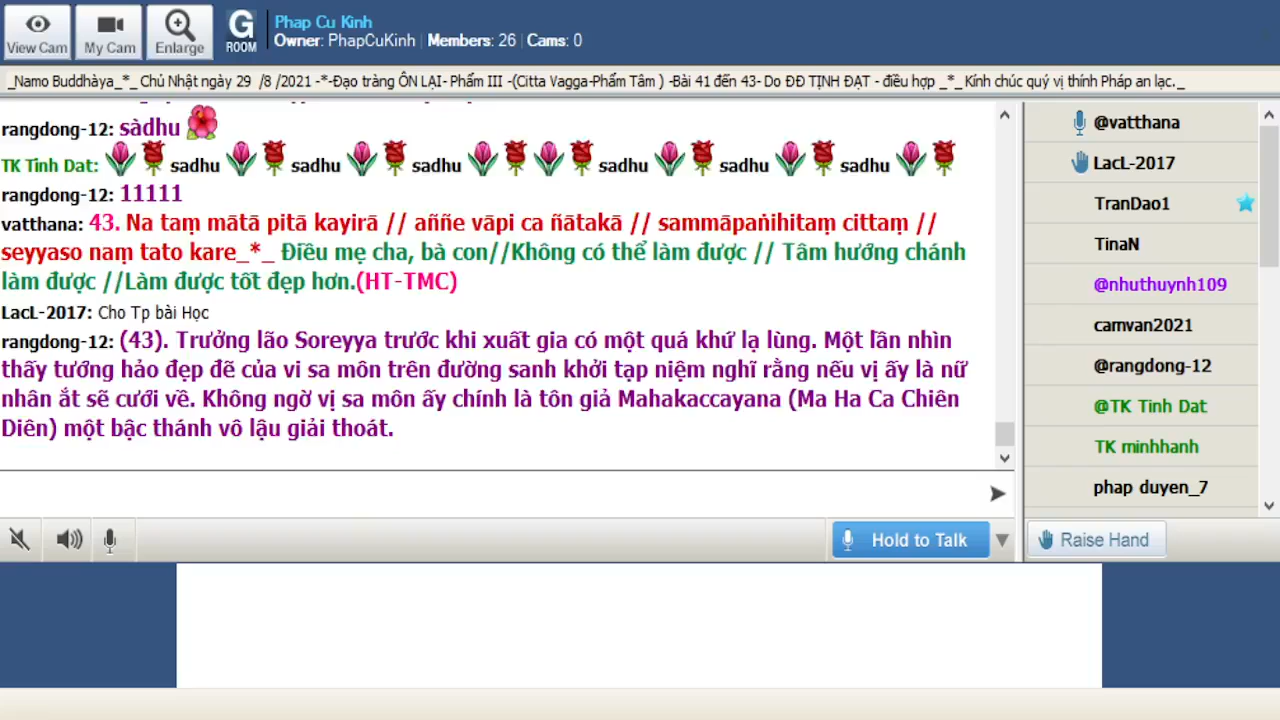 Phap Cu Kinh
Owner: PhapCuKinh | Members: 26 | Cams: 0
View Cam
My Cam
Enlarge
G
ROOM
_Namo Buddhàya_*_ Chủ Nhật ngày 29 /8 /2021 -*-Đạo tràng ÔN LẠI- Phẩm III -(Citta Vagga-Phẩm Tâm ) -Bài 41 đến 43- Do ĐĐ TỊNH ĐẠT - điều hợp _*_ Kính chúc quý vị thính Pháp an lạc._
rangdong-12: sàdhu
TK Tinh Dat: sadhu sadhu sadhu sadhu sadhu sadhu
rangdong-12: 11111
vatthana: 43. Na taṃ mātā pitā kayirā // aññe vāpi ca ñātakā // sammāpaṅihitaṃ cittaṃ //
seyyaso naṃ tato kare_*_ Điều mẹ cha, bà con//Không có thể làm được // Tâm hướng chánh
làm được //Làm được tốt đẹp hơn.(HT-TMC)
LacL-2017: Cho Tp bài Học
rangdong-12: (43). Trưởng lão Soreyya trước khi xuất gia có một quá khứ lạ lùng. Một lần nhìn
thấy tướng hảo đẹp đẽ của vi sa môn trên đường sanh khởi tạp niệm nghĩ rằng nếu vị ấy là nữ
nhân ắt sẽ cưới về. Không ngờ vị sa môn ấy chính là tôn giả Mahakaccayana (Ma Ha Ca Chiên
Diên) một bậc thánh vô lậu giải thoát.
@vatthana
LacL-2017
TranDao1
TinaN
@nhuthuynh109
camvan2021
@rangdong-12
@TK Tinh Dat
TK minhhanh
phap duyen_7
Hold to Talk
Raise Hand